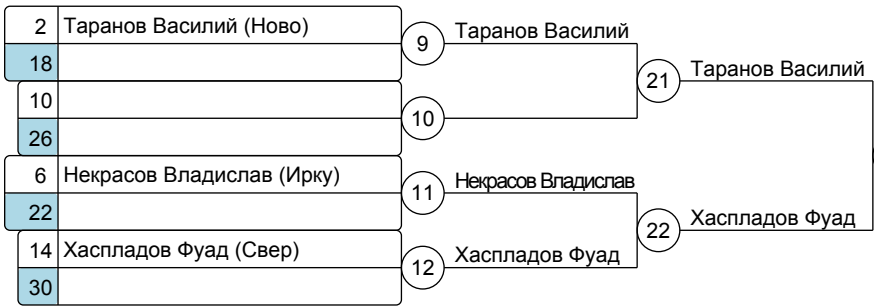 2 Таранов Василий (Ново)
18
10
26
6 Некрасов Владислав (Ирку)
22
14 Хаспладов Фуад (Свер)
30
9 Таранов Василий
10
11 Некрасов Владислав
12 Хаспладов Фуад
21 Таранов Василий
22 Хаспладов Фуад